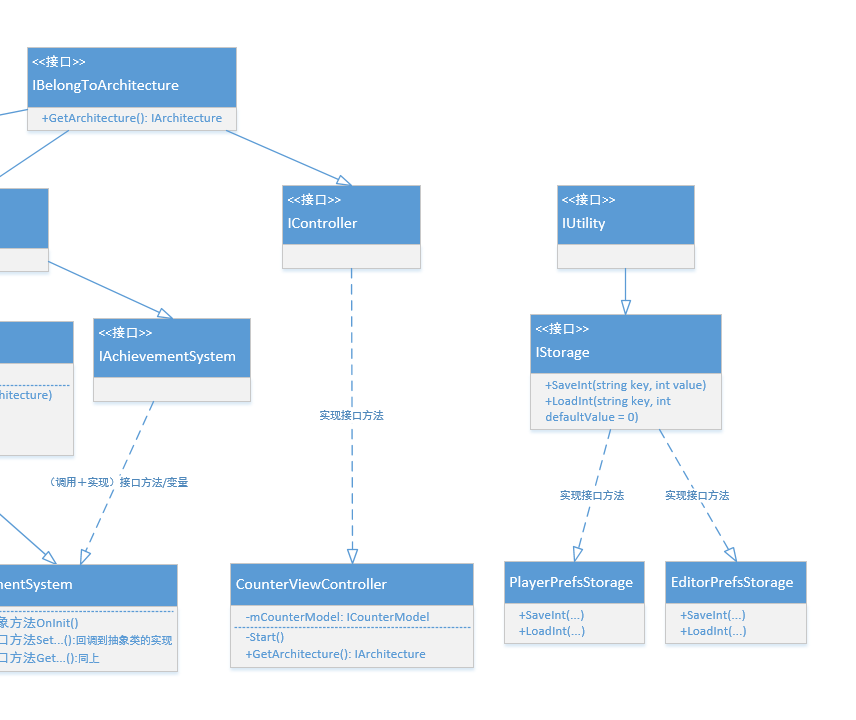 <<接口>>
IBelongToArchitecture
+GetArchitecture(): IArchitecture
<<接口>>
IController
<<接口>>
IUtility
<<接口>>
IAchievementSystem
<<接口>>
IStorage
+SaveInt(string key, int value)
+LoadInt(string key, int
defaultValue = 0)
hitecture)
实现接口方法
（调用＋实现）接口方法/变量
实现接口方法
实现接口方法
mentSystem
象方法OnInit()
口方法Set...():回调到抽象类的实现
口方法Get...():同上
CounterViewController
-mCounterModel: ICounterModel
-Start()
+GetArchitecture(): IArchitecture
PlayerPrefsStorage
+SaveInt(...)
+LoadInt(...)
EditorPrefsStorage
+SaveInt(...)
+LoadInt(...)